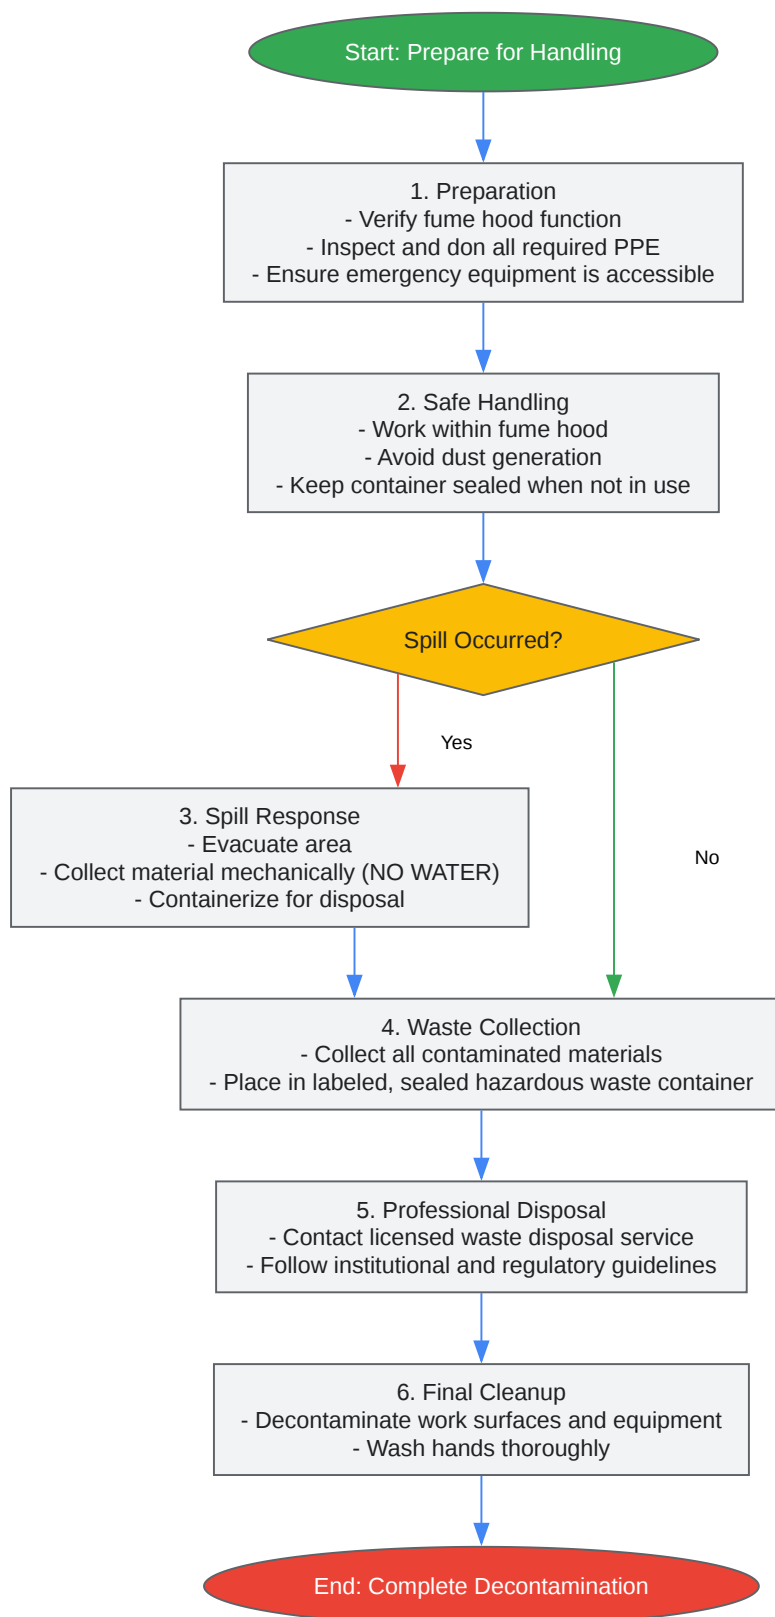 Start: Prepare for Handling
1. Preparation
- Verify fume hood function
- Inspect and don all required PPE
- Ensure emergency equipment is accessible
2. Safe Handling
- Work within fume hood
- Avoid dust generation
- Keep container sealed when not in use
Spill Occurred?
Yes
3. Spill Response
- Evacuate area
- Collect material mechanically (NO WATER)
- Containerize for disposal
No
4. Waste Collection
- Collect all contaminated materials
- Place in labeled, sealed hazardous waste container
5. Professional Disposal
- Contact licensed waste disposal service
- Follow institutional and regulatory guidelines
6. Final Cleanup
- Decontaminate work surfaces and equipment
- Wash hands thoroughly
End: Complete Decontamination